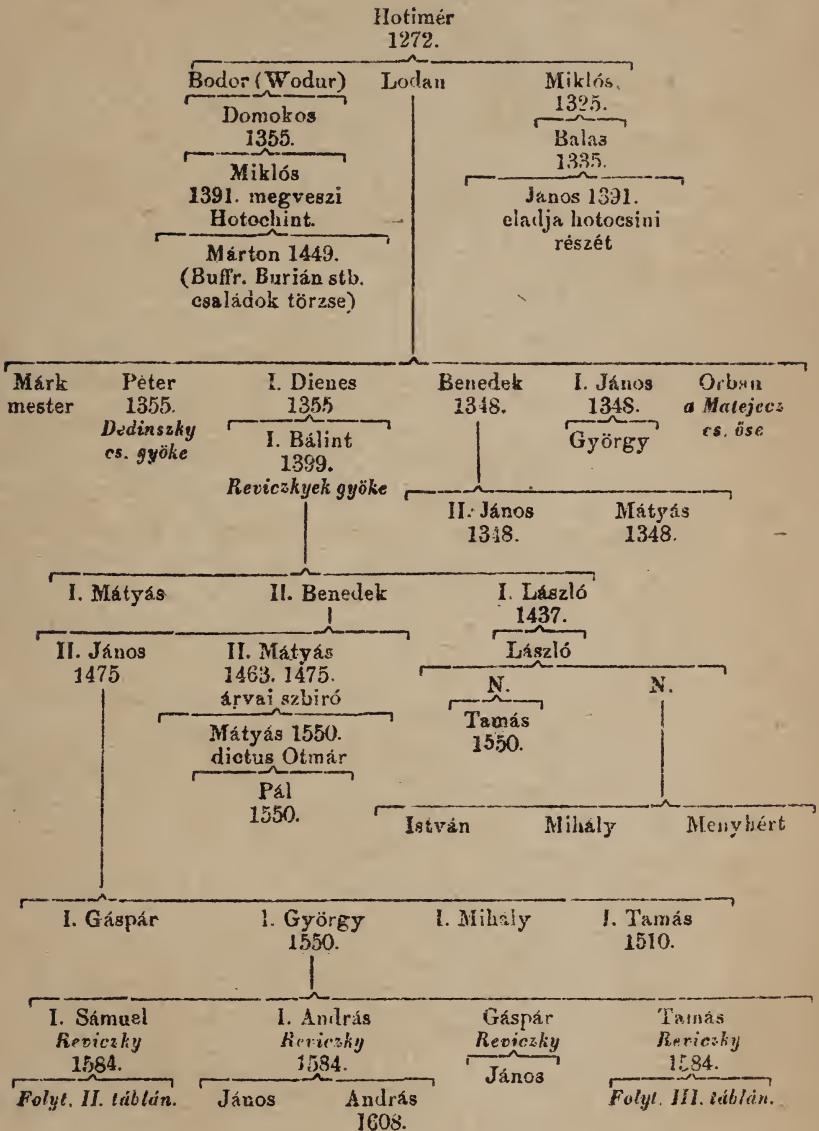 Hotimér
1272.
Bodor (Wodur) Lodan Miklós,
1325.
Domokos
1355.
Balas
1335.
Miklós
1391. megveszi
Hotochint.
János 1391.
eladja hotocsini
részét
Márton 1449.
(Buffr. Burián stb.
családok törzse)
Márk
mester
Péter
1355.
Dedinszky
cs. gyöke
I. Dienes
1355
Benedek
1348.
I. János
1348.
Orban
a Matejecz
cs. őse
I. Bálint
1399.
Reviczkyek gyöke
György
II. János
1348.
Mátyás
1348.
I. Mátyás II. Benedek I. László
1437.
II. János
1475
II. Mátyás
1463. 1475.
árvai szbiró
László
N. N.
Mátyás 1550.
dictus Otmár
Tamás
1550.
Pál
1550.
István Mihály Menyhért
I. Gáspár I. György
1550.
I. Mihály I. Tamás
1510.
I. Sámuel
Reviczky
1584.
I. András
Reviczky
1584.
Gáspár
Reviczky
Tamás
Reviczky
1584.
Folyt. II. táblán. János András
1608.
János Folyt. III. táblán.